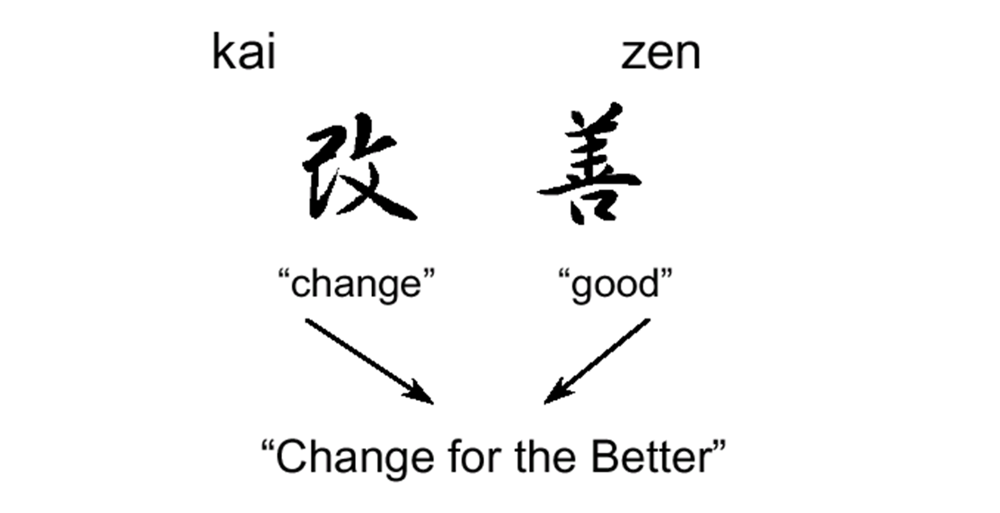 kai zen
改 善
“change” “good”
“Change for the Better”